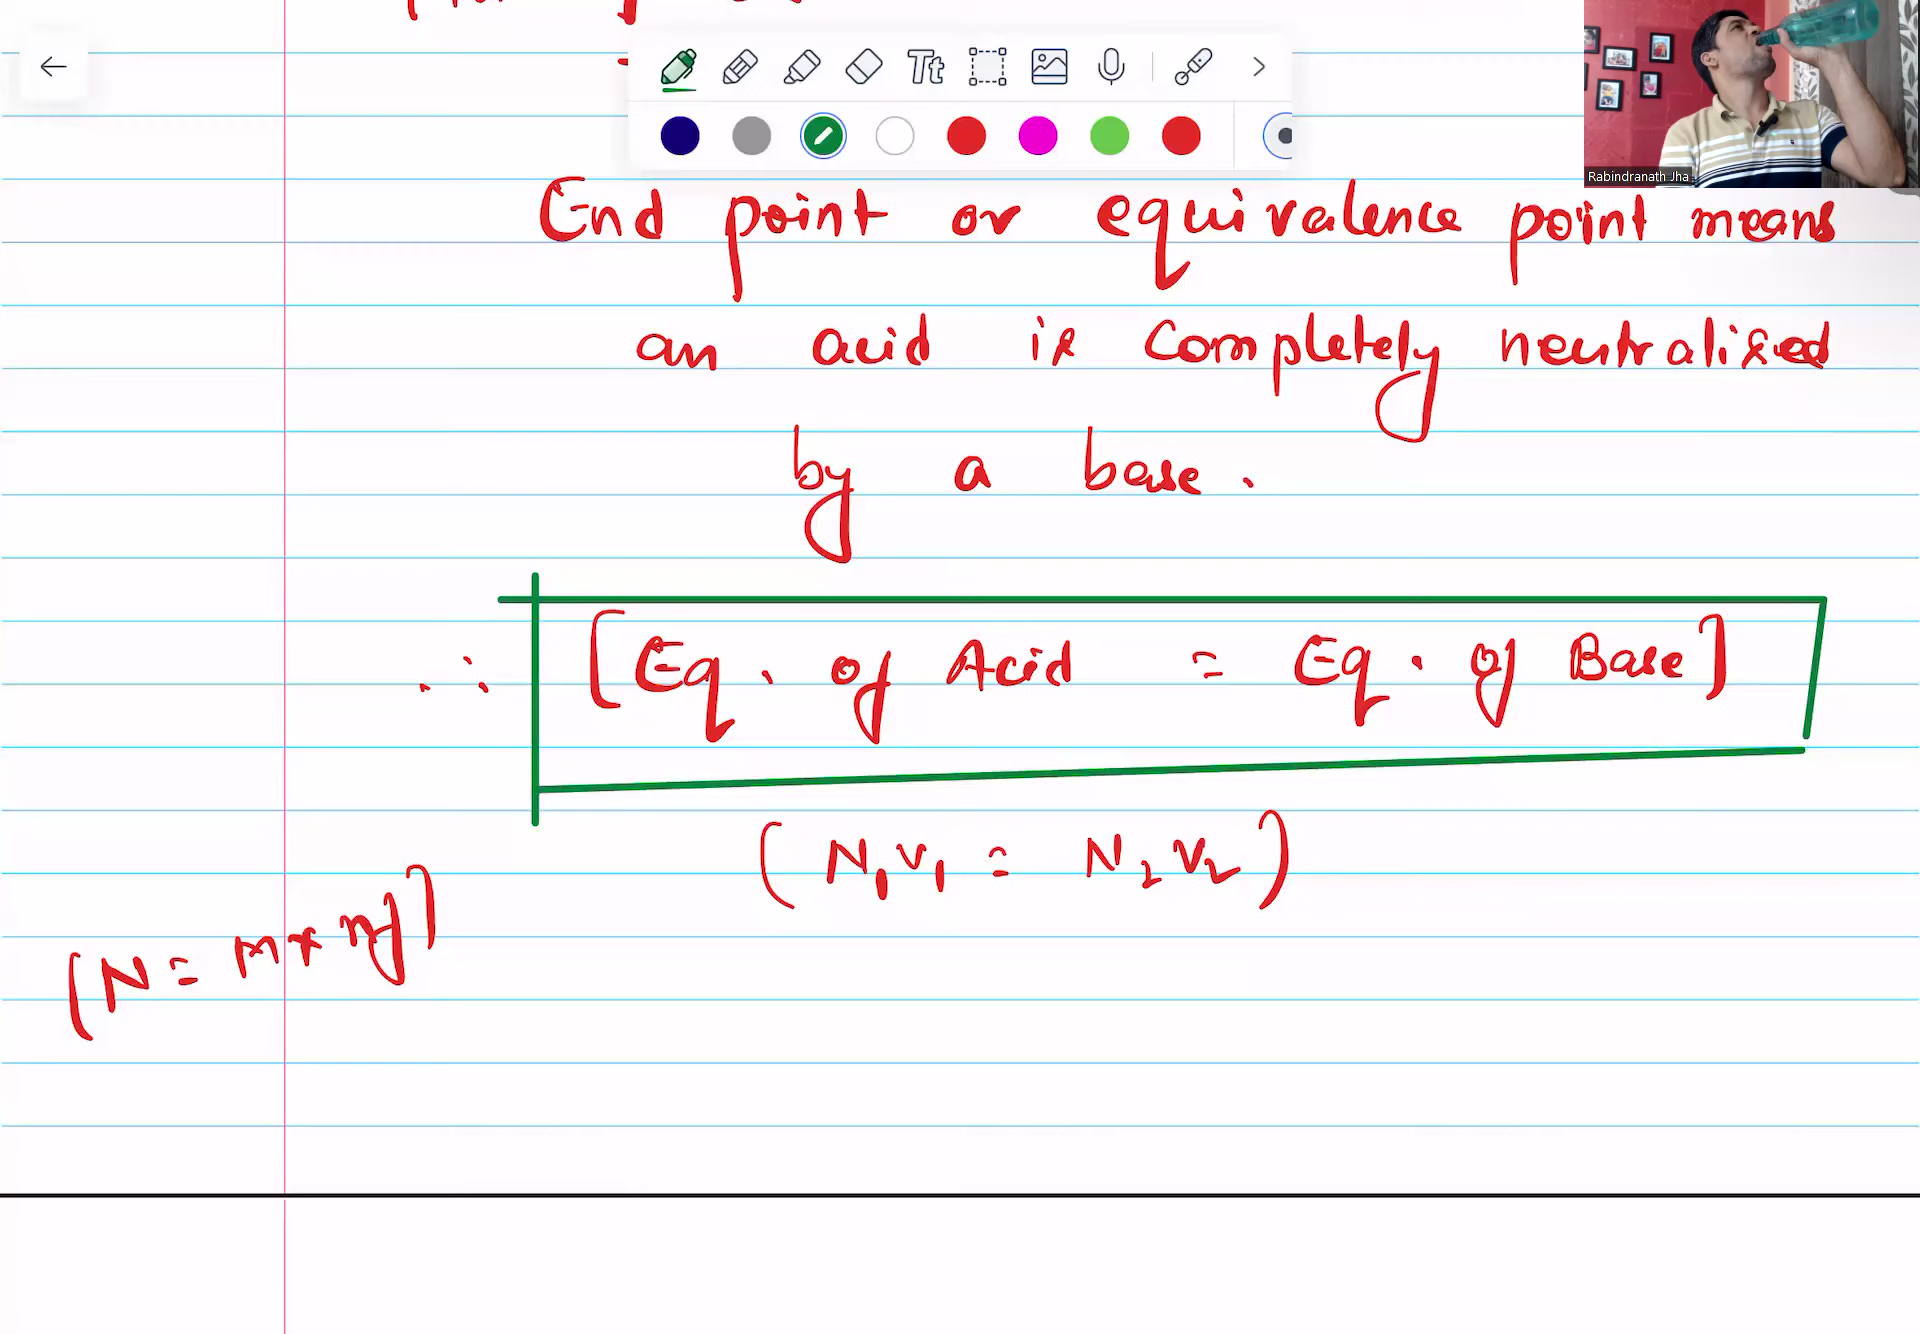 Tt
Rabindranath Jha
End point or equivalence point means
an acid is completely neutralised
by a base.
∴ [Eq. of Acid = Eq. of Base]
(N₁V₁ = N₂V₂)
(N = M × nf)